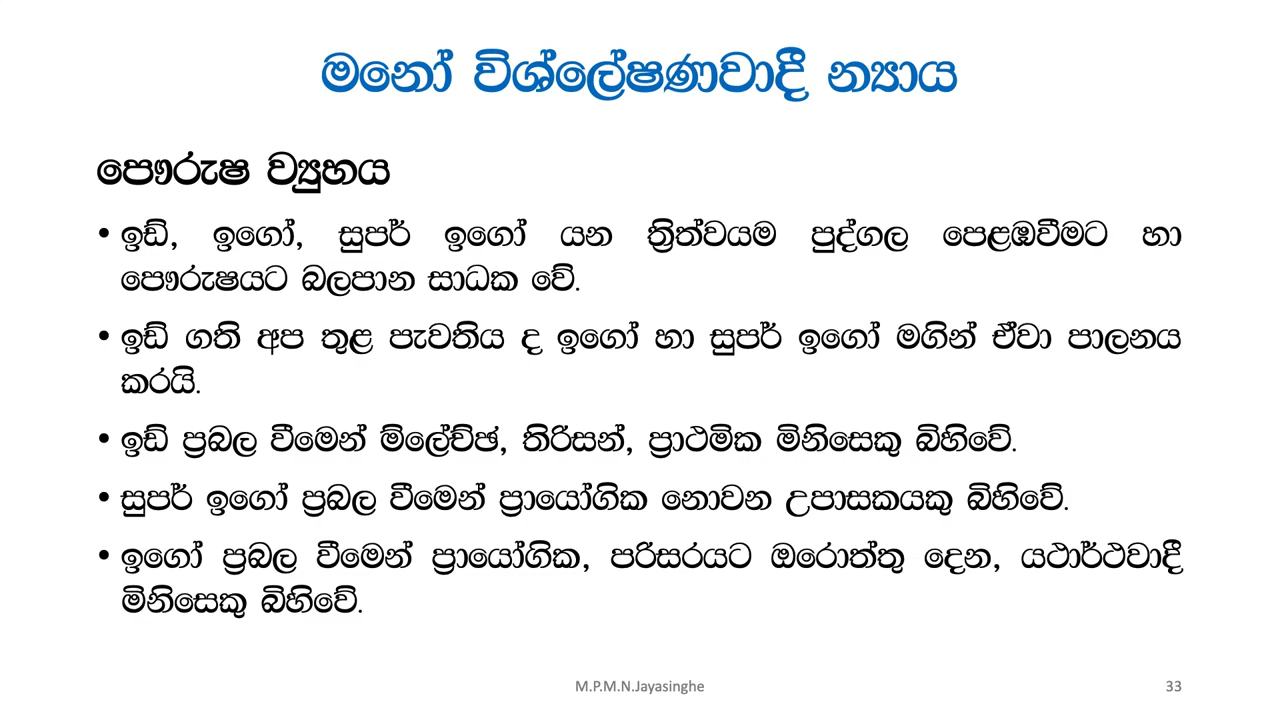 මනෝ විශ්ලේෂණවාදී න්‍යාය
පෞරුෂ ව්‍යුහය
• ඉඩ්, ඉගෝ, සුපර් ඉගෝ යන ත්‍රිත්වයම පුද්ගල පෙළඹවීමට හා
පෞරුෂයට බලපාන සාධක වේ.
• ඉඩ් ගති අප තුළ පැවතිය ද ඉගෝ හා සුපර් ඉගෝ මගින් ඒවා පාලනය
කරයි.
• ඉඩ් ප්‍රබල වීමෙන් ම්ලේච්ඡ, තිරිසන්, ප්‍රාථමික මිනිසෙකු බිහිවේ.
• සුපර් ඉගෝ ප්‍රබල වීමෙන් ප්‍රායෝගික නොවන උපාසකයකු බිහිවේ.
• ඉගෝ ප්‍රබල වීමෙන් ප්‍රායෝගික, පරිසරයට ඔරොත්තු දෙන, යථාර්ථවාදී
මිනිසෙකු බිහිවේ.
M.P.M.N.Jayasinghe
33